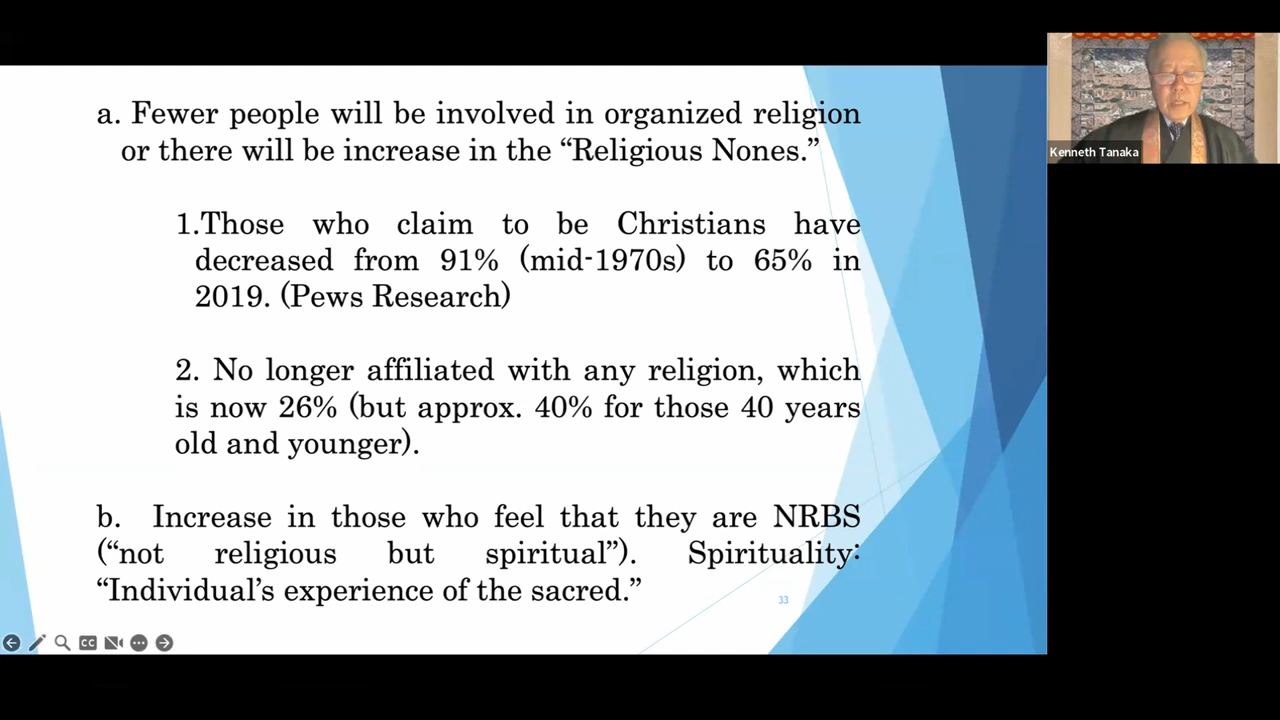 a. Fewer people will be involved in organized religion
or there will be increase in the “Religious Nones.”
1.Those who claim to be Christians have
decreased from 91% (mid-1970s) to 65% in
2019. (Pews Research)
2. No longer affiliated with any religion, which
is now 26% (but approx. 40% for those 40 years
old and younger).
b. Increase in those who feel that they are NRBS
(“not religious but spiritual”). Spirituality:
“Individual’s experience of the sacred.”
33
CC
Kenneth Tanaka